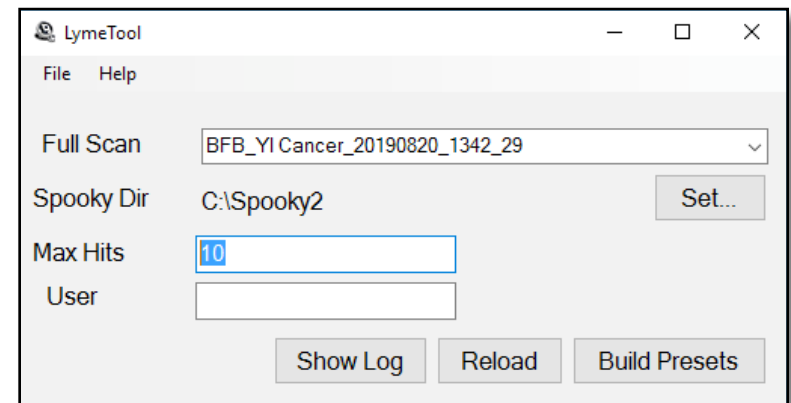 LymeTool
File Help
Full Scan BFB_YI Cancer_20190820_1342_29
Spooky Dir C:\Spooky2 Set...
Max Hits 10
User
Show Log Reload Build Presets